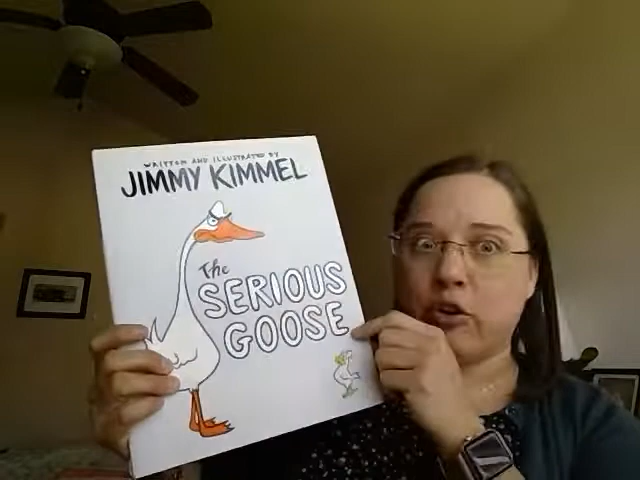 WRITTEN AND ILLUSTRATED BY
JIMMY KIMMEL
The
SERIOUS
GOOSE